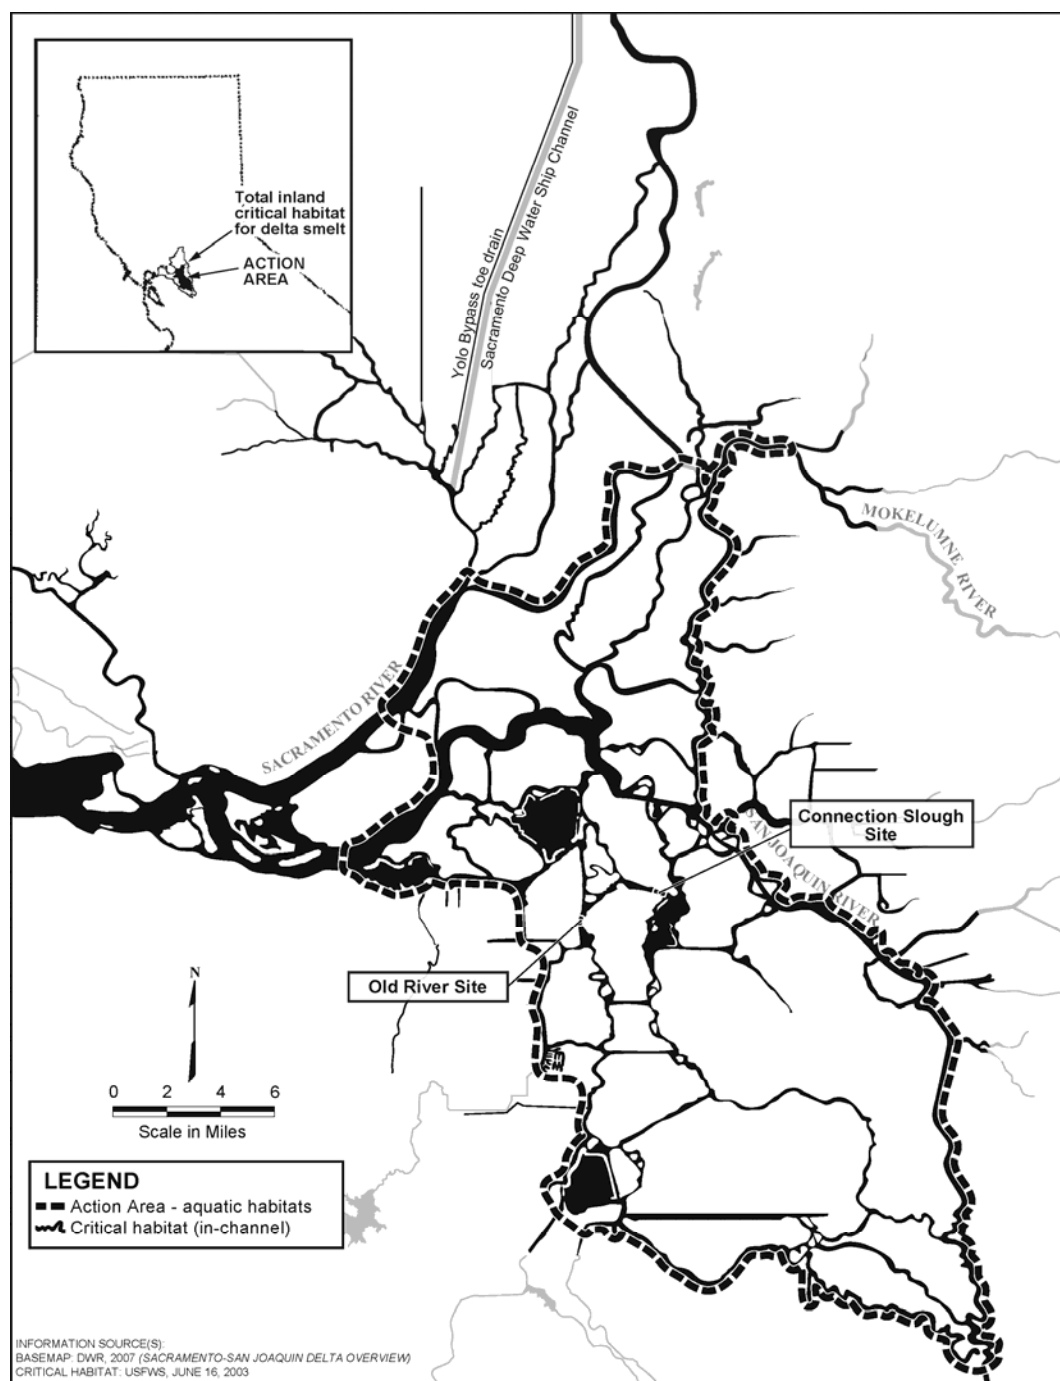 Total inland
critical habitat
for delta smelt
ACTION
AREA
Yolo Bypass toe drain
Sacramento Deep Water Ship Channel
MOKELUMNE RIVER
SACRAMENTO RIVER
Connection Slough
Site
SAN JOAQUIN RIVER
Old River Site
N
0 2 4 6
Scale in Miles
LEGEND
Action Area - aquatic habitats
Critical habitat (in-channel)
INFORMATION SOURCE(S):
BASEMAP: DWR, 2007 (SACRAMENTO-SAN JOAQUIN DELTA OVERVIEW)
CRITICAL HABITAT: USFWS, JUNE 16, 2003